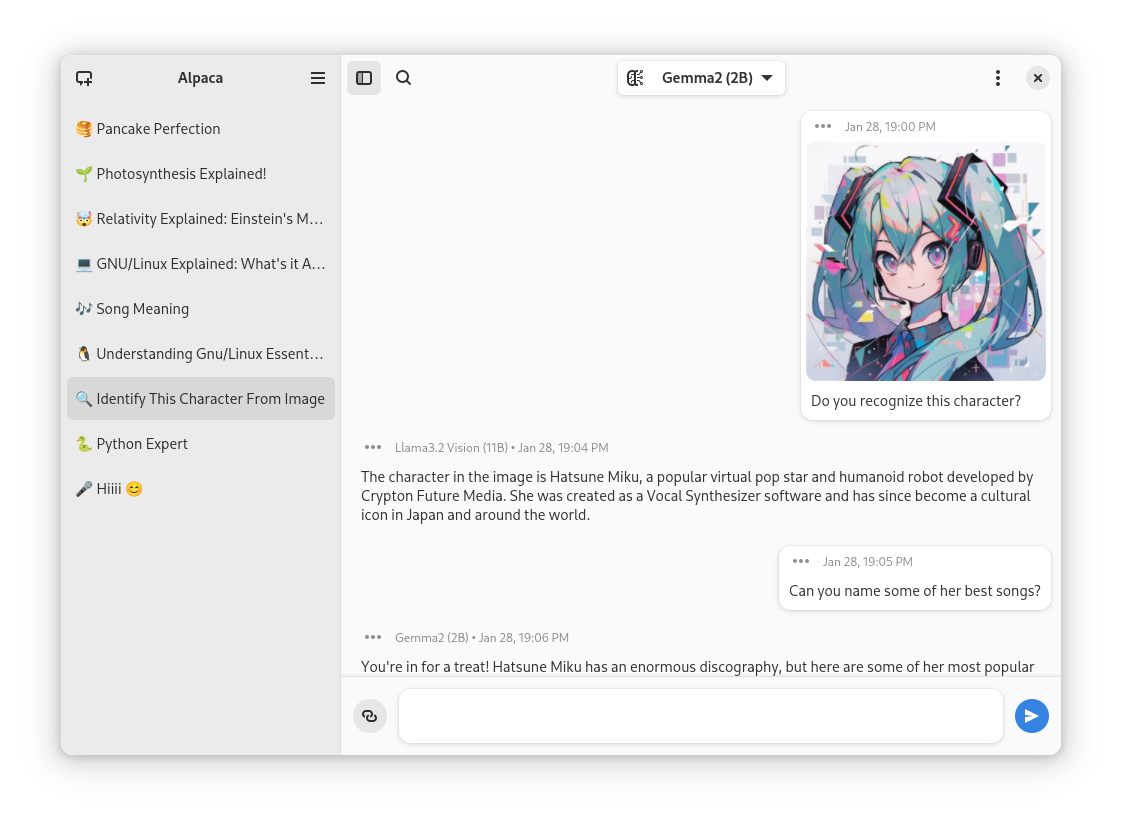 Alpaca
🥞 Pancake Perfection
🌱 Photosynthesis Explained!
🤯 Relativity Explained: Einstein's M...
💻 GNU/Linux Explained: What's it A...
🎶 Song Meaning
🐧 Understanding Gnu/Linux Essent...
🔍 Identify This Character From Image
🐍 Python Expert
🎤 Hiiii 😊
Gemma2 (2B)
Jan 28, 19:00 PM
Do you recognize this character?
Llama3.2 Vision (11B) • Jan 28, 19:04 PM
The character in the image is Hatsune Miku, a popular virtual pop star and humanoid robot developed by
Crypton Future Media. She was created as a Vocal Synthesizer software and has since become a cultural
icon in Japan and around the world.
Jan 28, 19:05 PM
Can you name some of her best songs?
Gemma2 (2B) • Jan 28, 19:06 PM
You're in for a treat! Hatsune Miku has an enormous discography, but here are some of her most popular